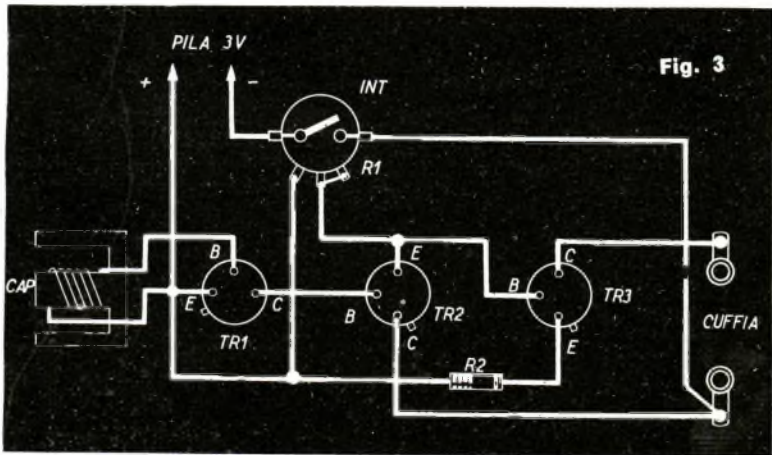 PILA 3V
Fig. 3
+
-
INT
R1
B
CAP
E
C
TR1
E
B
TR2
C
C
B
TR3
E
R2
CUFFIA